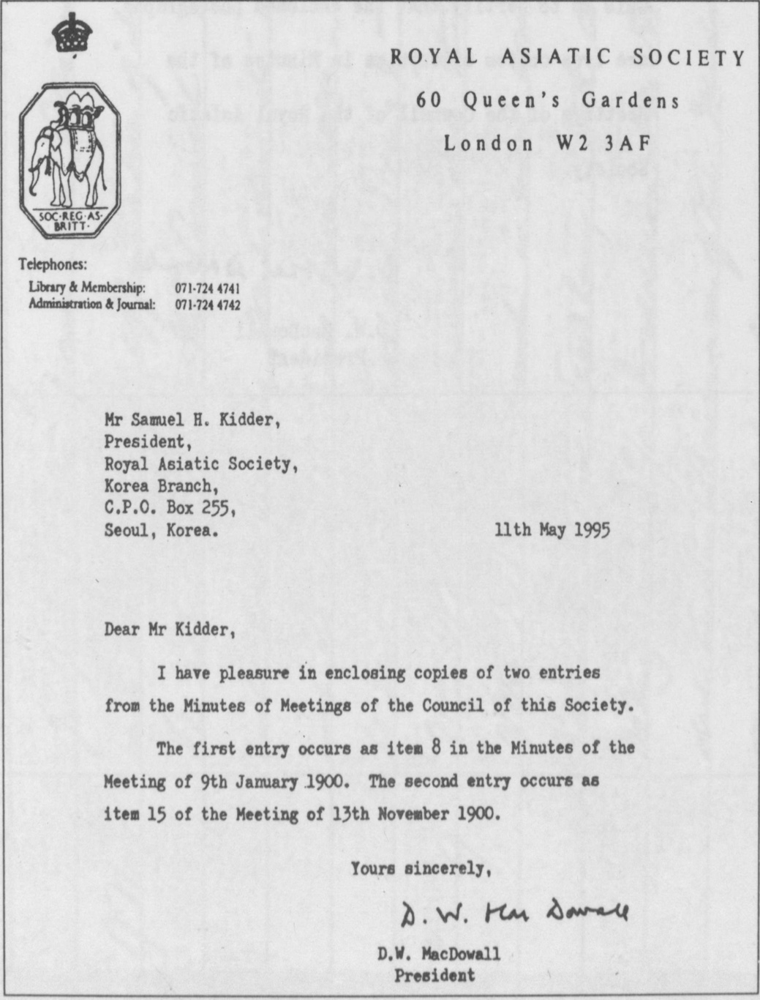 ROYAL ASIATIC SOCIETY
60 Queen's Gardens
London W2 3AF
SOC·REG·AS·
BRITT·
Telephones:
Library & Membership: 071-724 4741
Administration & Journal: 071-724 4742
Mr Samuel H. Kidder,
President,
Royal Asiatic Society,
Korea Branch,
C.P.O. Box 255,
Seoul, Korea.
11th May 1995
Dear Mr Kidder,
I have pleasure in enclosing copies of two entries
from the Minutes of Meetings of the Council of this Society.
The first entry occurs as item 8 in the Minutes of the
Meeting of 9th January 1900. The second entry occurs as
item 15 of the Meeting of 13th November 1900.
Yours sincerely,
D. W. Mac Dowall
D.W. MacDowall
President